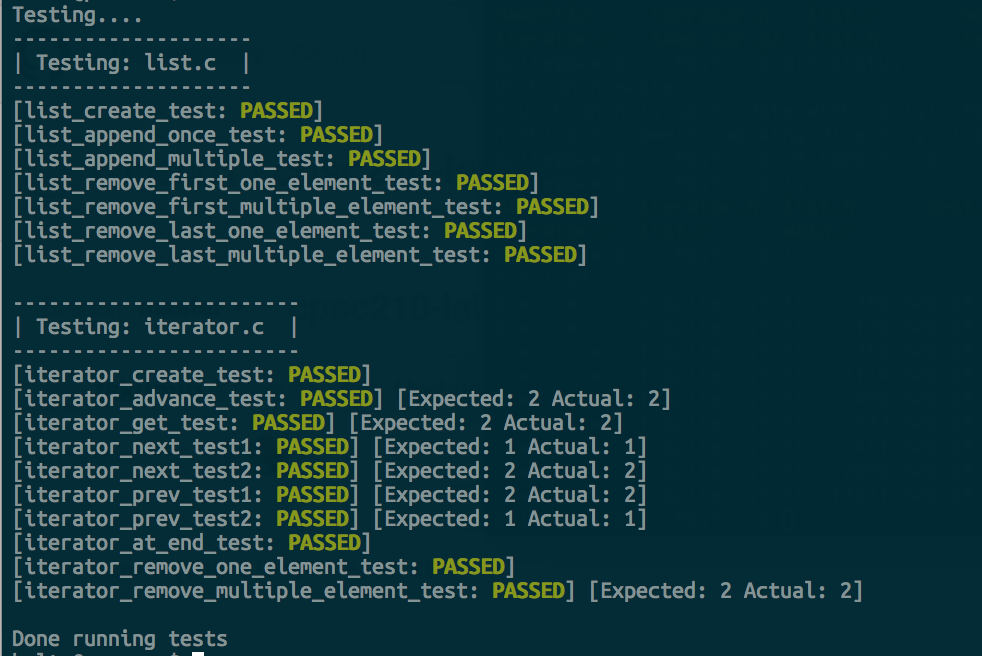 Testing....
--------------------
| Testing: list.c  |
--------------------
[list_create_test: PASSED]
[list_append_once_test: PASSED]
[list_append_multiple_test: PASSED]
[list_remove_first_one_element_test: PASSED]
[list_remove_first_multiple_element_test: PASSED]
[list_remove_last_one_element_test: PASSED]
[list_remove_last_multiple_element_test: PASSED]
------------------------
| Testing: iterator.c  |
------------------------
[iterator_create_test: PASSED]
[iterator_advance_test: PASSED] [Expected: 2 Actual: 2]
[iterator_get_test: PASSED] [Expected: 2 Actual: 2]
[iterator_next_test1: PASSED] [Expected: 1 Actual: 1]
[iterator_next_test2: PASSED] [Expected: 2 Actual: 2]
[iterator_prev_test1: PASSED] [Expected: 2 Actual: 2]
[iterator_prev_test2: PASSED] [Expected: 1 Actual: 1]
[iterator_at_end_test: PASSED]
[iterator_remove_one_element_test: PASSED]
[iterator_remove_multiple_element_test: PASSED] [Expected: 2 Actual: 2]
Done running tests